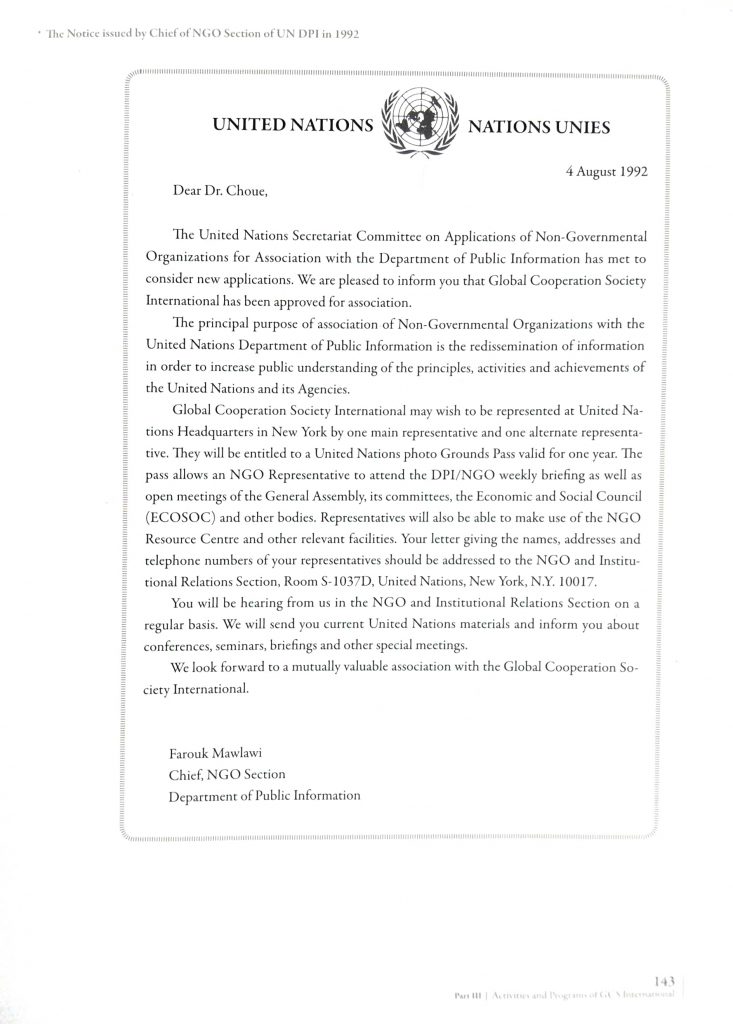 * The Notice issued by Chief of NGO Section of UN DPI in 1992
UNITED NATIONS NATIONS UNIES
4 August 1992
Dear Dr. Choue,
The United Nations Secretariat Committee on Applications of Non-Governmental
Organizations for Association with the Department of Public Information has met to
consider new applications. We are pleased to inform you that Global Cooperation Society
International has been approved for association.
The principal purpose of association of Non-Governmental Organizations with the
United Nations Department of Public Information is the redissemination of information
in order to increase public understanding of the principles, activities and achievements of
the United Nations and its Agencies.
Global Cooperation Society International may wish to be represented at United Na-
tions Headquarters in New York by one main representative and one alternate representa-
tive. They will be entitled to a United Nations photo Grounds Pass valid for one year. The
pass allows an NGO Representative to attend the DPI/NGO weekly briefing as well as
open meetings of the General Assembly, its committees, the Economic and Social Council
(ECOSOC) and other bodies. Representatives will also be able to make use of the NGO
Resource Centre and other relevant facilities. Your letter giving the names, addresses and
telephone numbers of your representatives should be addressed to the NGO and Institu-
tional Relations Section, Room S-1037D, United Nations, New York, N.Y. 10017.
You will be hearing from us in the NGO and Institutional Relations Section on a
regular basis. We will send you current United Nations materials and inform you about
conferences, seminars, briefings and other special meetings.
We look forward to a mutually valuable association with the Global Cooperation So-
ciety International.
Farouk Mawlawi
Chief, NGO Section
Department of Public Information
143
Part III | Activities and Programs of GCS International